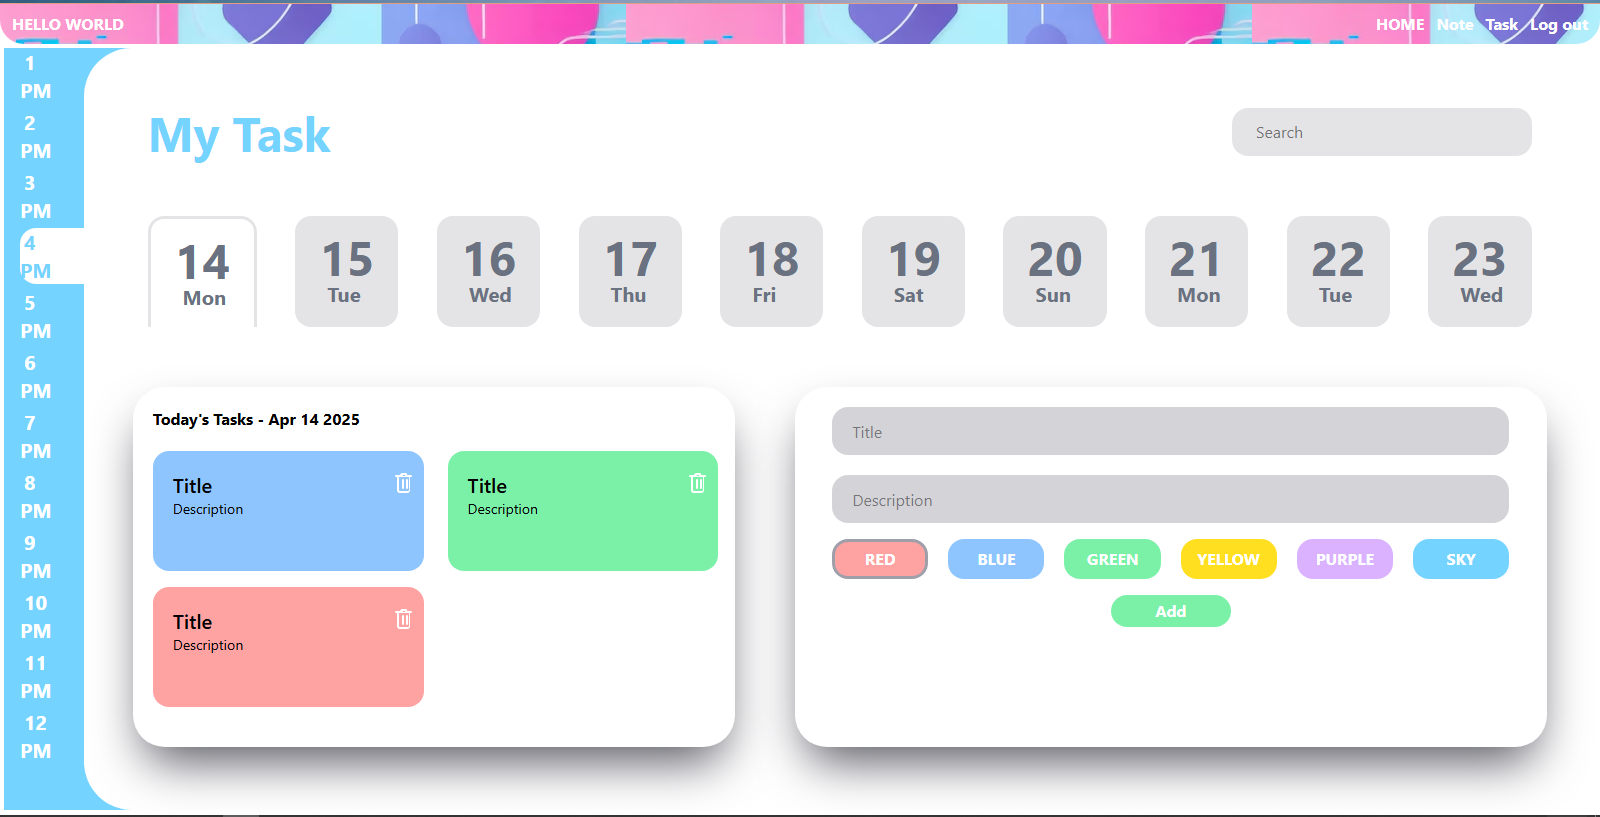 HELLO WORLD
HOME Note Task Log out
1
PM
2
PM
3
PM
4
PM
5
PM
6
PM
7
PM
8
PM
9
PM
10
PM
11
PM
12
PM
My Task
Search
14
Mon
15
Tue
16
Wed
17
Thu
18
Fri
19
Sat
20
Sun
21
Mon
22
Tue
23
Wed
Today's Tasks - Apr 14 2025
Title
Description
Title
Description
Title
Description
Title
Description
RED BLUE GREEN YELLOW PURPLE SKY
Add